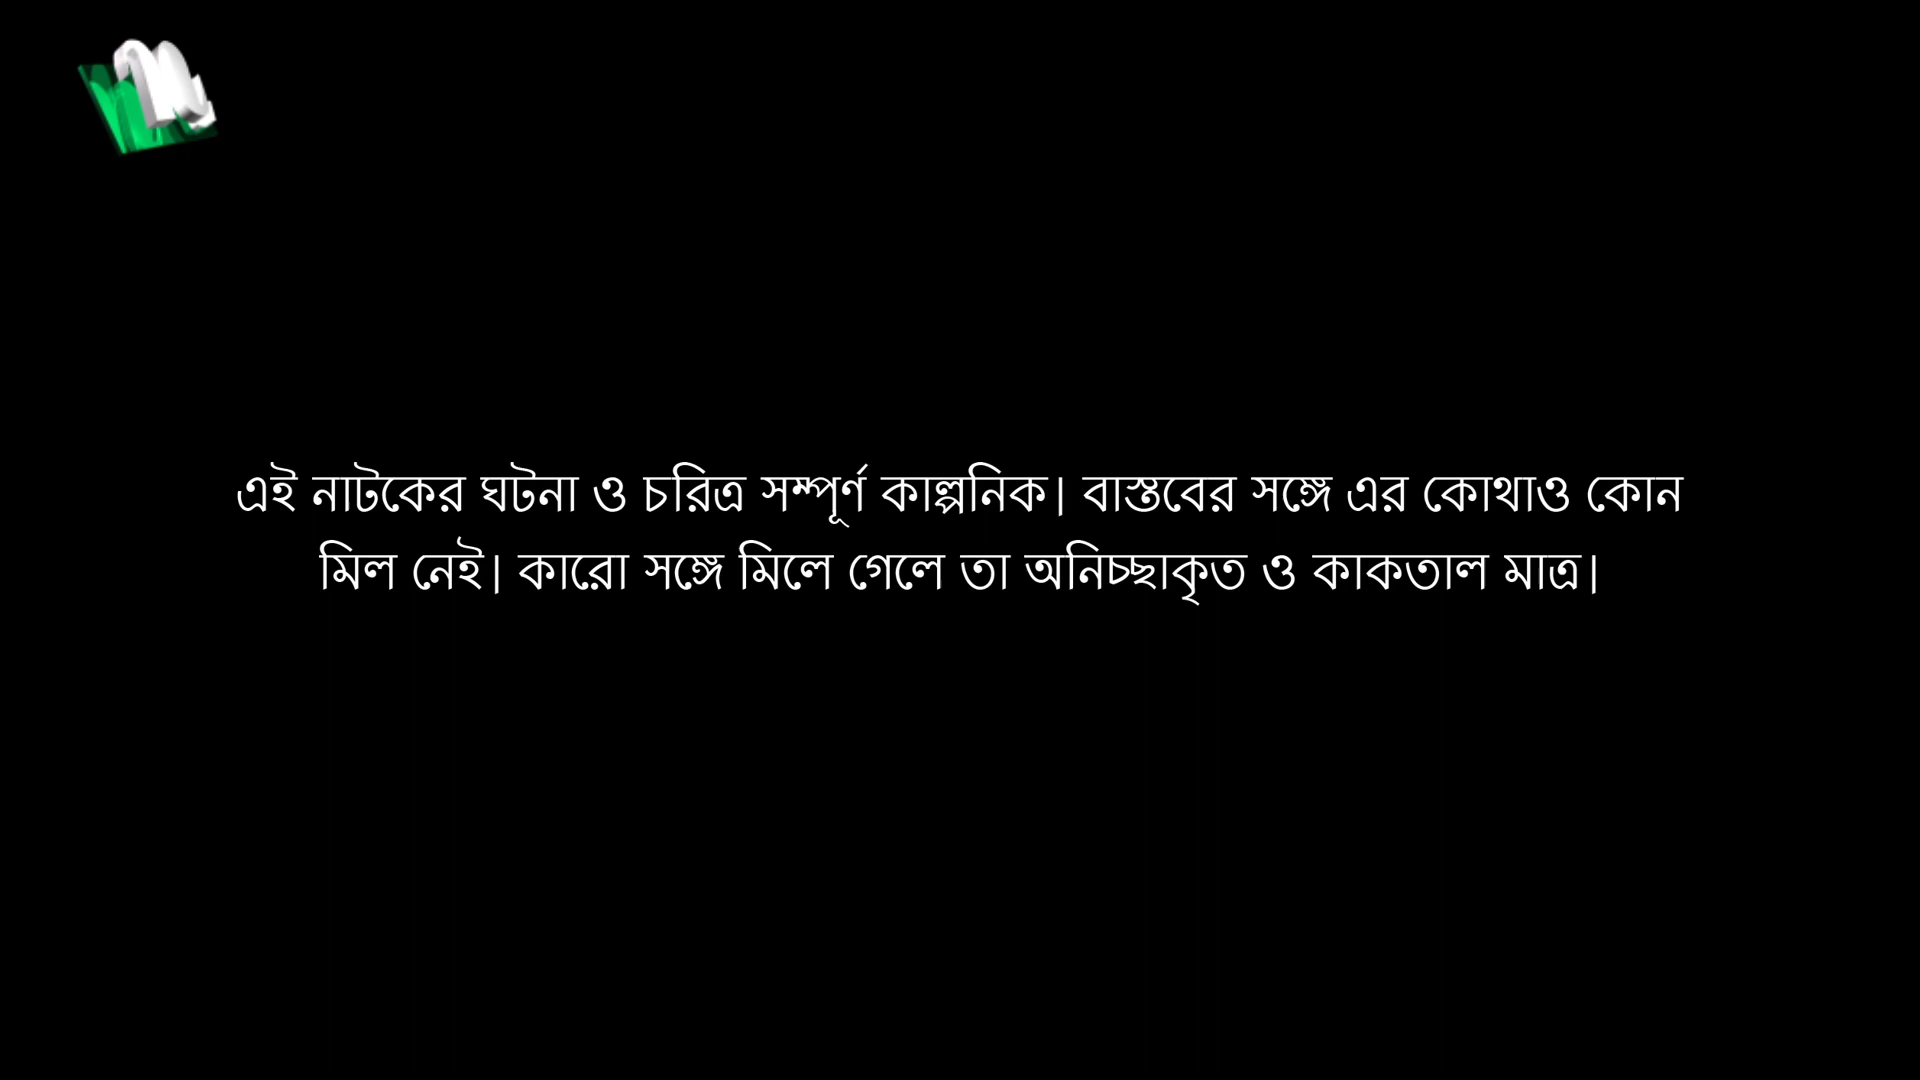 এই নাটকের ঘটনা ও চরিত্র সম্পূর্ণ কাল্পনিক। বাস্তবের সঙ্গে এর কোথাও কোন
মিল নেই। কারো সঙ্গে মিলে গেলে তা অনিচ্ছাকৃত ও কাকতাল মাত্র।